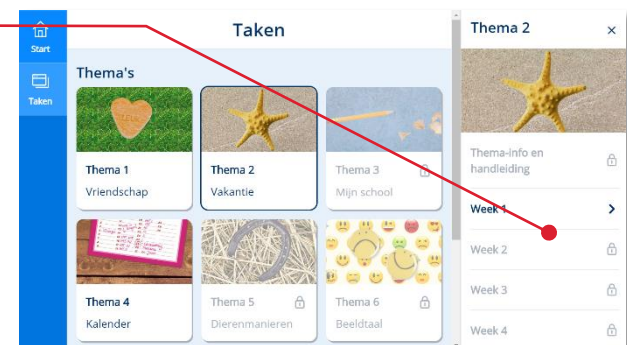 Start
Taken
Taken
Thema's
Thema 1
Vriendschap
Thema 2
Vakantie
Thema 3
Mijn school
Thema 4
Kalender
Thema 5
Dierenmanieren
Thema 6
Beeldtaal
Thema 2
Thema-info en
handleiding
Week 1
Week 2
Week 3
Week 4